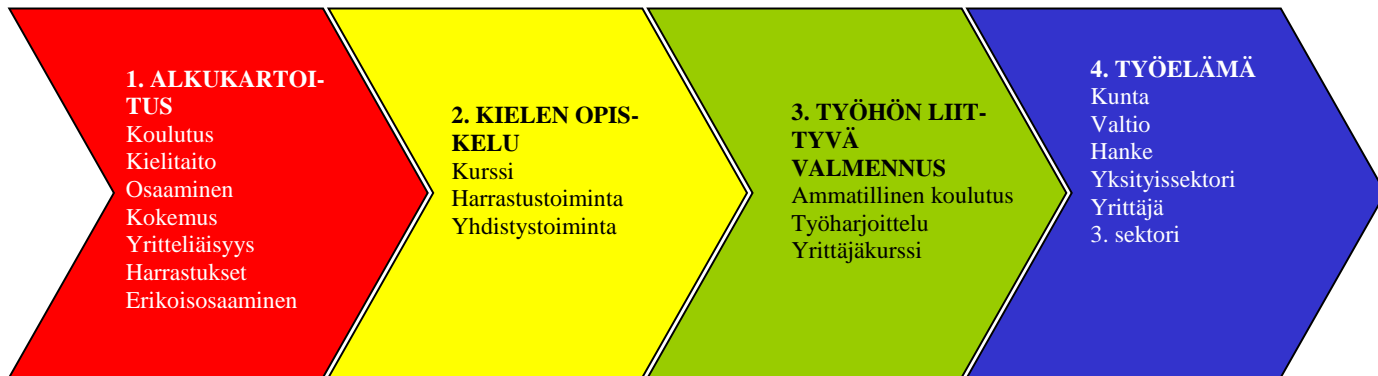 1. ALKUKARTOI-
TUS
Koulutus
Kielitaito
Osaaminen
Kokemus
Yritteliäisyys
Harrastukset
Erikoisosaaminen
2. KIELEN OPIS-
KELU
Kurssi
Harrastustoiminta
Yhdistystoiminta
3. TYÖHÖN LIIT-
TYVÄ
VALMENNUS
Ammatillinen koulutus
Työharjoittelu
Yrittäjäkurssi
4. TYÖELÄMÄ
Kunta
Valtio
Hanke
Yksityissektori
Yrittäjä
3. sektori